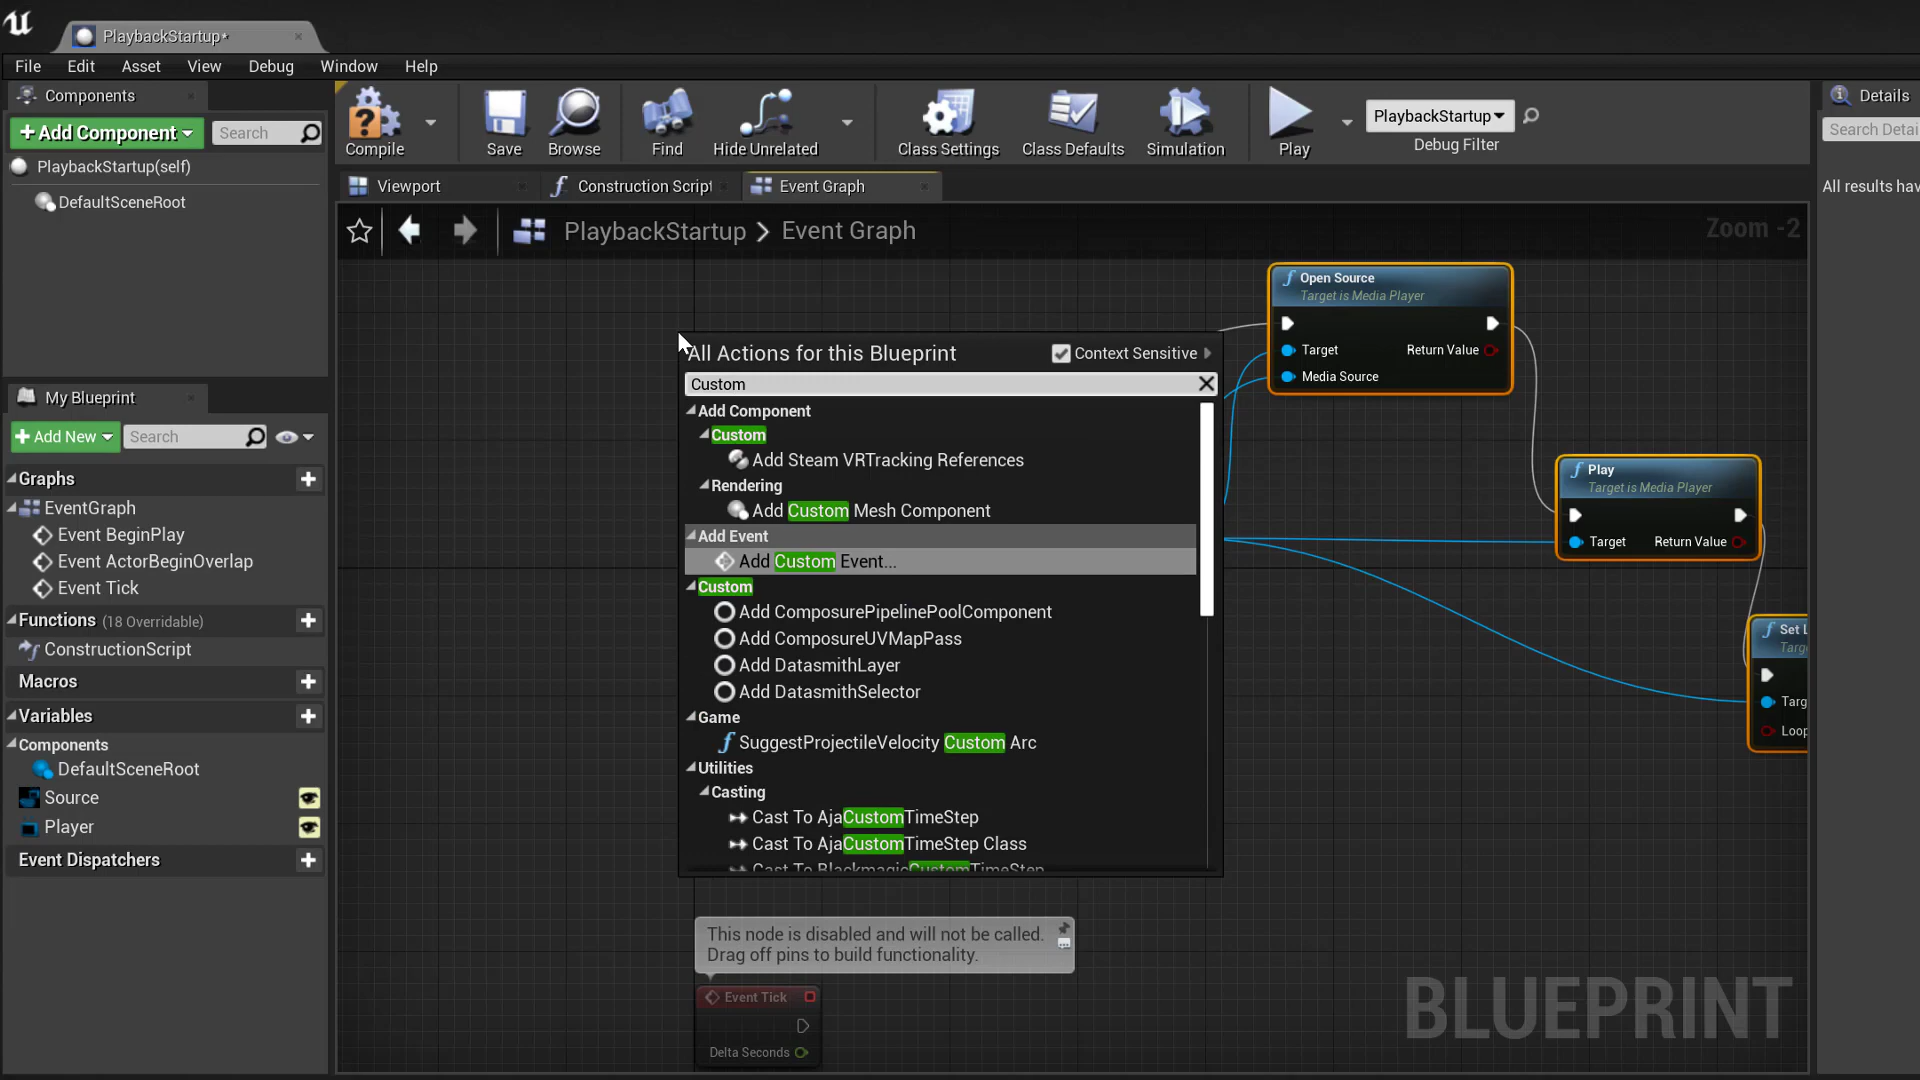 PlaybackStartup*
File Edit Asset View Debug Window Help
Components
Add Component
Search
PlaybackStartup(self)
DefaultSceneRoot
Compile
Save
Browse
Find
Hide Unrelated
Class Settings
Class Defaults
Simulation
Play
PlaybackStartup
Debug Filter
Details
Search Detai
All results hav
Viewport
Construction Script
Event Graph
PlaybackStartup > Event Graph
Zoom -2
My Blueprint
Add New
Search
Graphs
EventGraph
Event BeginPlay
Event ActorBeginOverlap
Event Tick
Functions (18 Overridable)
ConstructionScript
Macros
Variables
Components
DefaultSceneRoot
Source
Player
Event Dispatchers
All Actions for this Blueprint
Context Sensitive
Custom
Add Component
Custom
Add Steam VRTracking References
Rendering
Add Custom Mesh Component
Add Event
Add Custom Event...
Custom
Add ComposurePipelinePoolComponent
Add ComposureUVMapPass
Add DatasmithLayer
Add DatasmithSelector
Game
SuggestProjectileVelocity Custom Arc
Utilities
Casting
Cast To AjaCustomTimeStep
Cast To AjaCustomTimeStep Class
Cast To BlackmagicCustomTimeStep
Open Source
Target is Media Player
Target
Return Value
Media Source
Play
Target is Media Player
Target
Return Value
Set L
Targ
Targ
Loop
This node is disabled and will not be called.
Drag off pins to build functionality.
Event Tick
Delta Seconds
BLUEPRINT